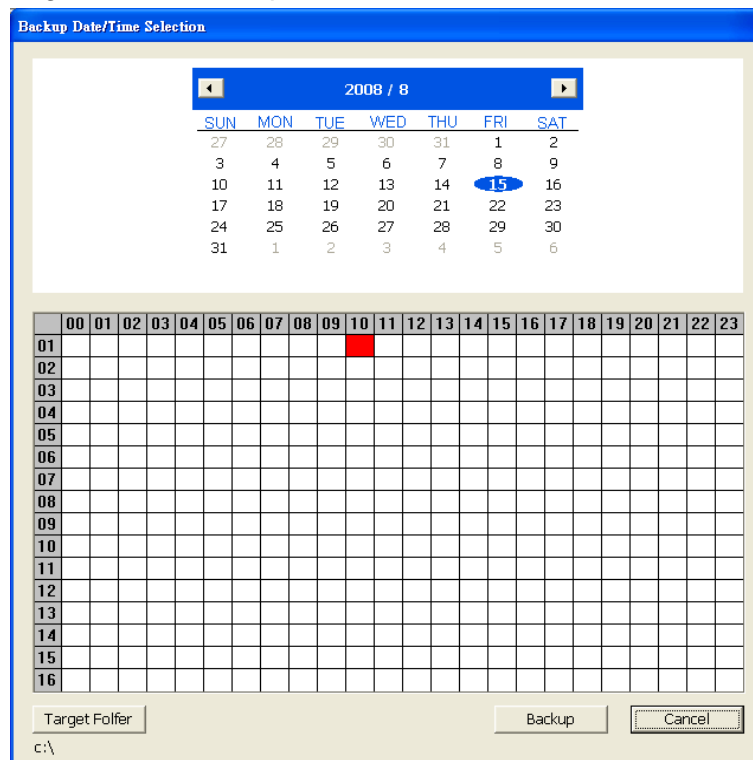 Backup Date/Time Selection
2008 / 8
SUN MON TUE WED THU FRI SAT
27 28 29 30 31 1 2
3 4 5 6 7 8 9
10 11 12 13 14 15 16
17 18 19 20 21 22 23
24 25 26 27 28 29 30
31 1 2 3 4 5 6
00 01 02 03 04 05 06 07 08 09 10 11 12 13 14 15 16 17 18 19 20 21 22 23
01
02
03
04
05
06
07
08
09
10
11
12
13
14
15
16
Target Folfer Backup Cancel
c:\